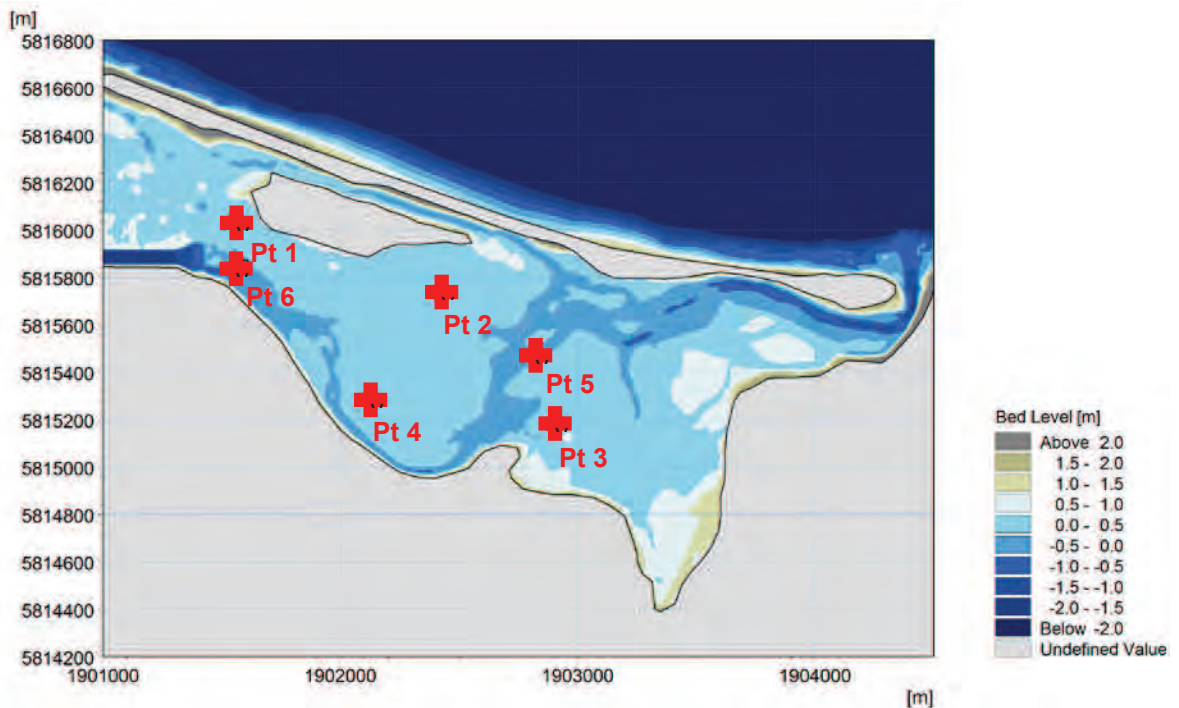 [m]
5816800
5816600
5816400
5816200
5816000
5815800
5815600
5815400
5815200
5815000
5814800
5814600
5814400
5814200
1901000 1902000 1903000 1904000
[m]
Pt 1
Pt 6
Pt 2
Pt 5
Pt 4
Pt 3
Bed Level [m]
Above 2.0
1.5 - 2.0
1.0 - 1.5
0.5 - 1.0
0.0 - 0.5
-0.5 - 0.0
-1.0 - -0.5
-1.5 - -1.0
-2.0 - -1.5
Below -2.0
Undefined Value